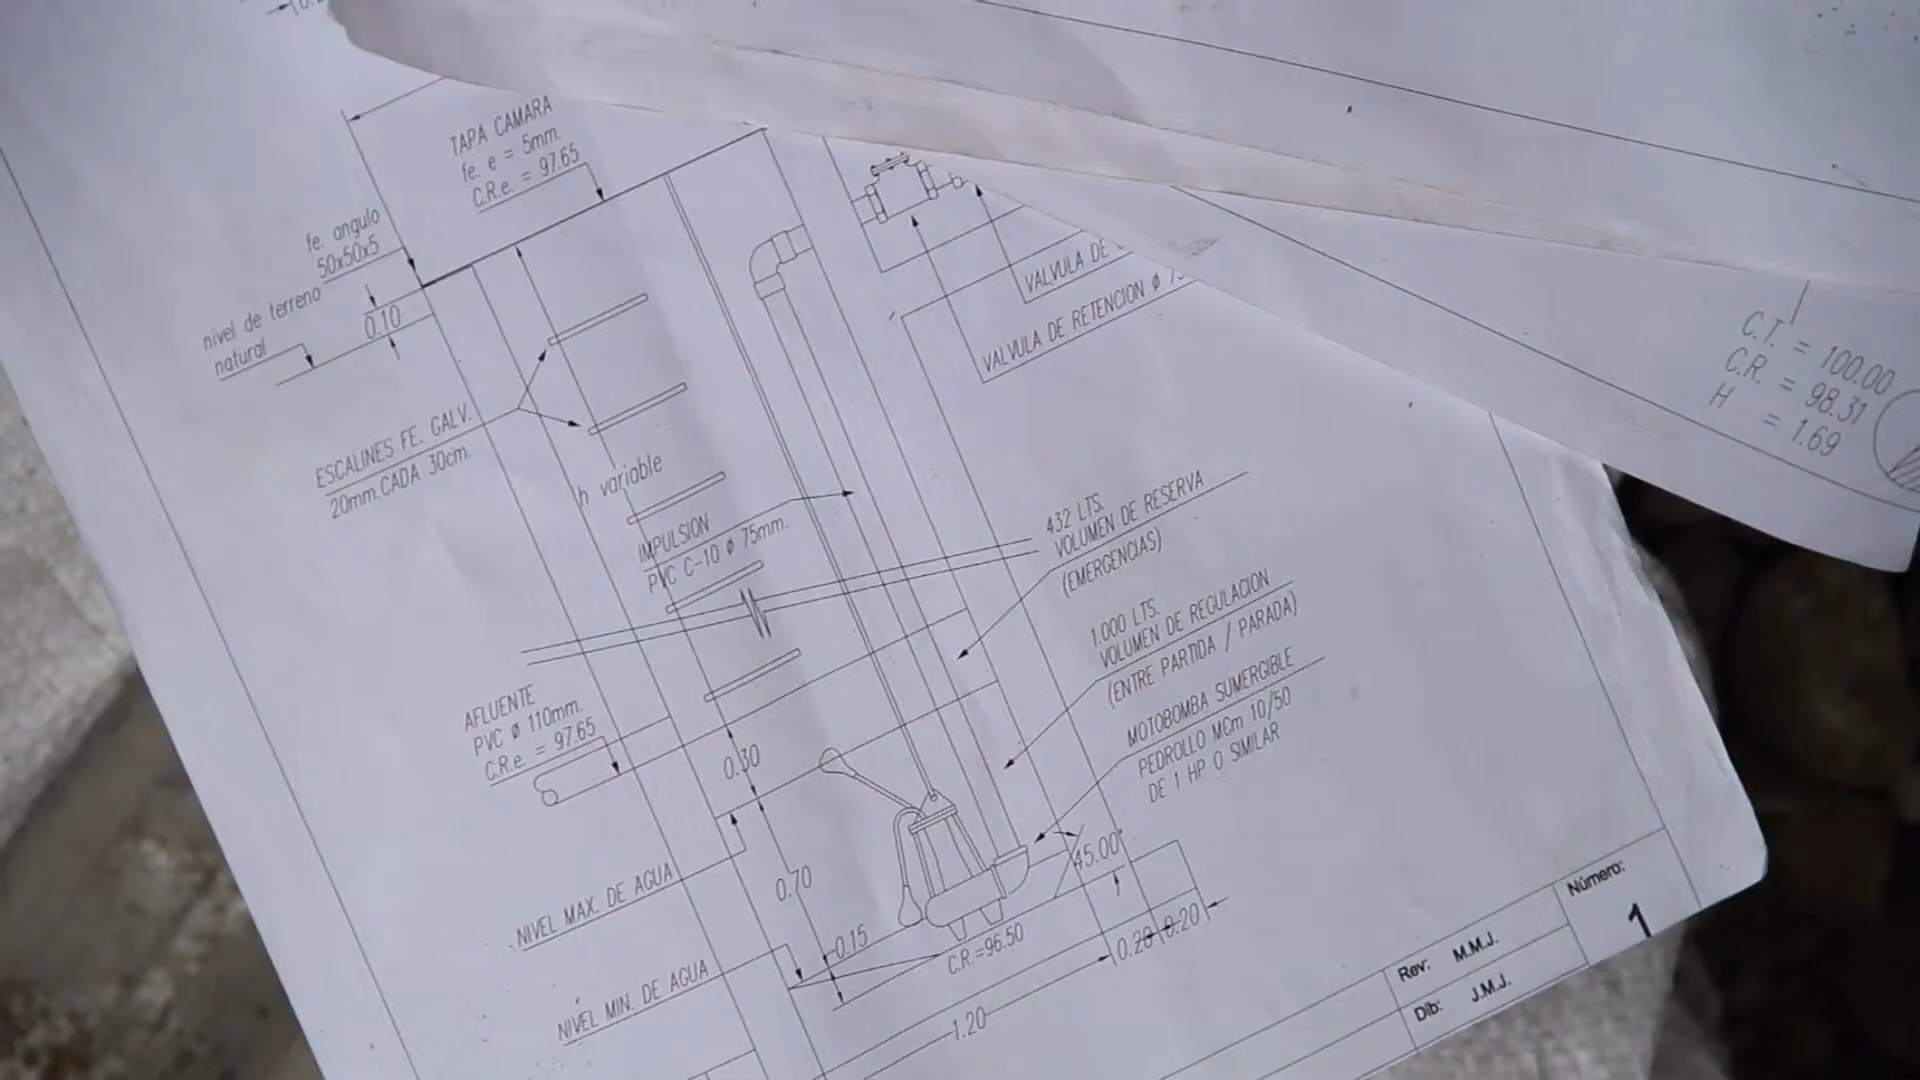 TAPA CAMARA
fe. e = 5mm.
C.R.e. = 97.65
fe. angulo
50x50x5
nivel de terreno
natural
0.10
VALVULA DE
VALVULA DE RETENCION ø
C.T. = 100.00
C.R. = 98.31
H = 1.69
ESCALINES FE. GALV.
20mm.CADA 30cm.
h variable
IMPULSION
PVC C-10 ø 75mm.
432 LTS.
VOLUMEN DE RESERVA
(EMERGENCIAS)
1.000 LTS.
VOLUMEN DE REGULACION
(ENTRE PARTIDA / PARADA)
MOTOBOMBA SUMERGIBLE
PEDROLLO MCm 10/50
DE 1 HP O SIMILAR
AFLUENTE
PVC ø 110mm.
C.R.e. = 97.65
0.30
0.70
45.00°
NIVEL MAX. DE AGUA
0.15
C.R.=96.50
0.20
0.20
NIVEL MIN. DE AGUA
1.20
Número:
1
Rev: M.M.J.
Dib: J.M.J.